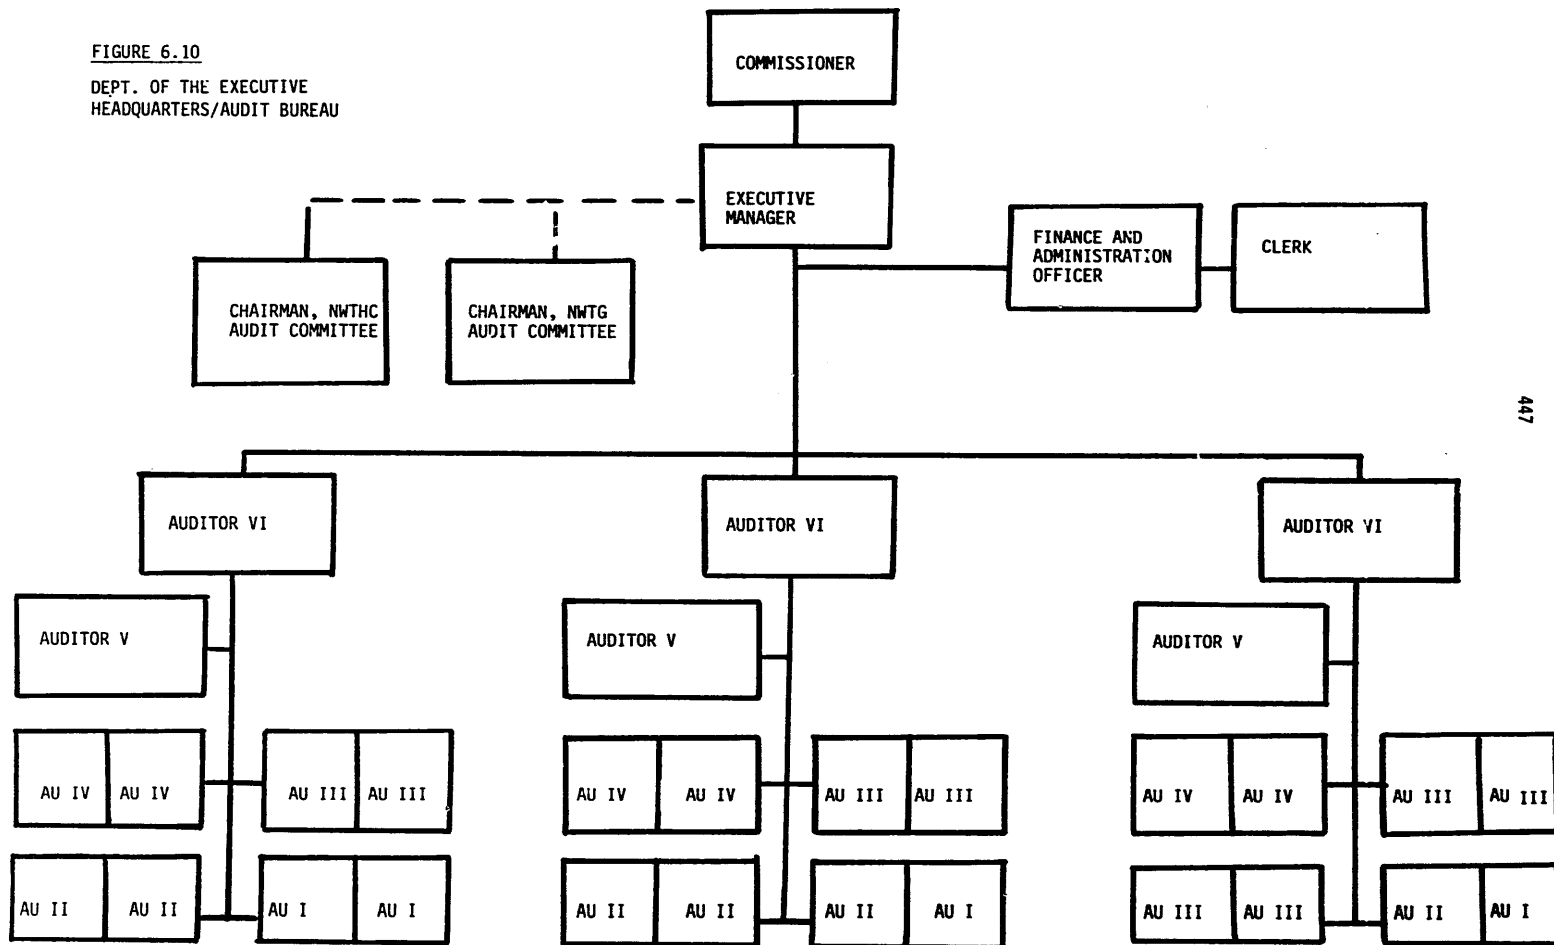 FIGURE 6.10
DEPT. OF THE EXECUTIVE
HEADQUARTERS/AUDIT BUREAU
COMMISSIONER
EXECUTIVE
MANAGER
FINANCE AND
ADMINISTRATION
OFFICER
CLERK
CHAIRMAN, NWTHC
AUDIT COMMITTEE
CHAIRMAN, NWTG
AUDIT COMMITTEE
447
AUDITOR VI
AUDITOR VI
AUDITOR VI
AUDITOR V
AUDITOR V
AUDITOR V
AU IV AU IV AU III AU III
AU IV AU IV AU III AU III
AU IV AU IV AU III AU III
AU II AU II AU I AU I
AU II AU II AU II AU I
AU III AU III AU II AU I